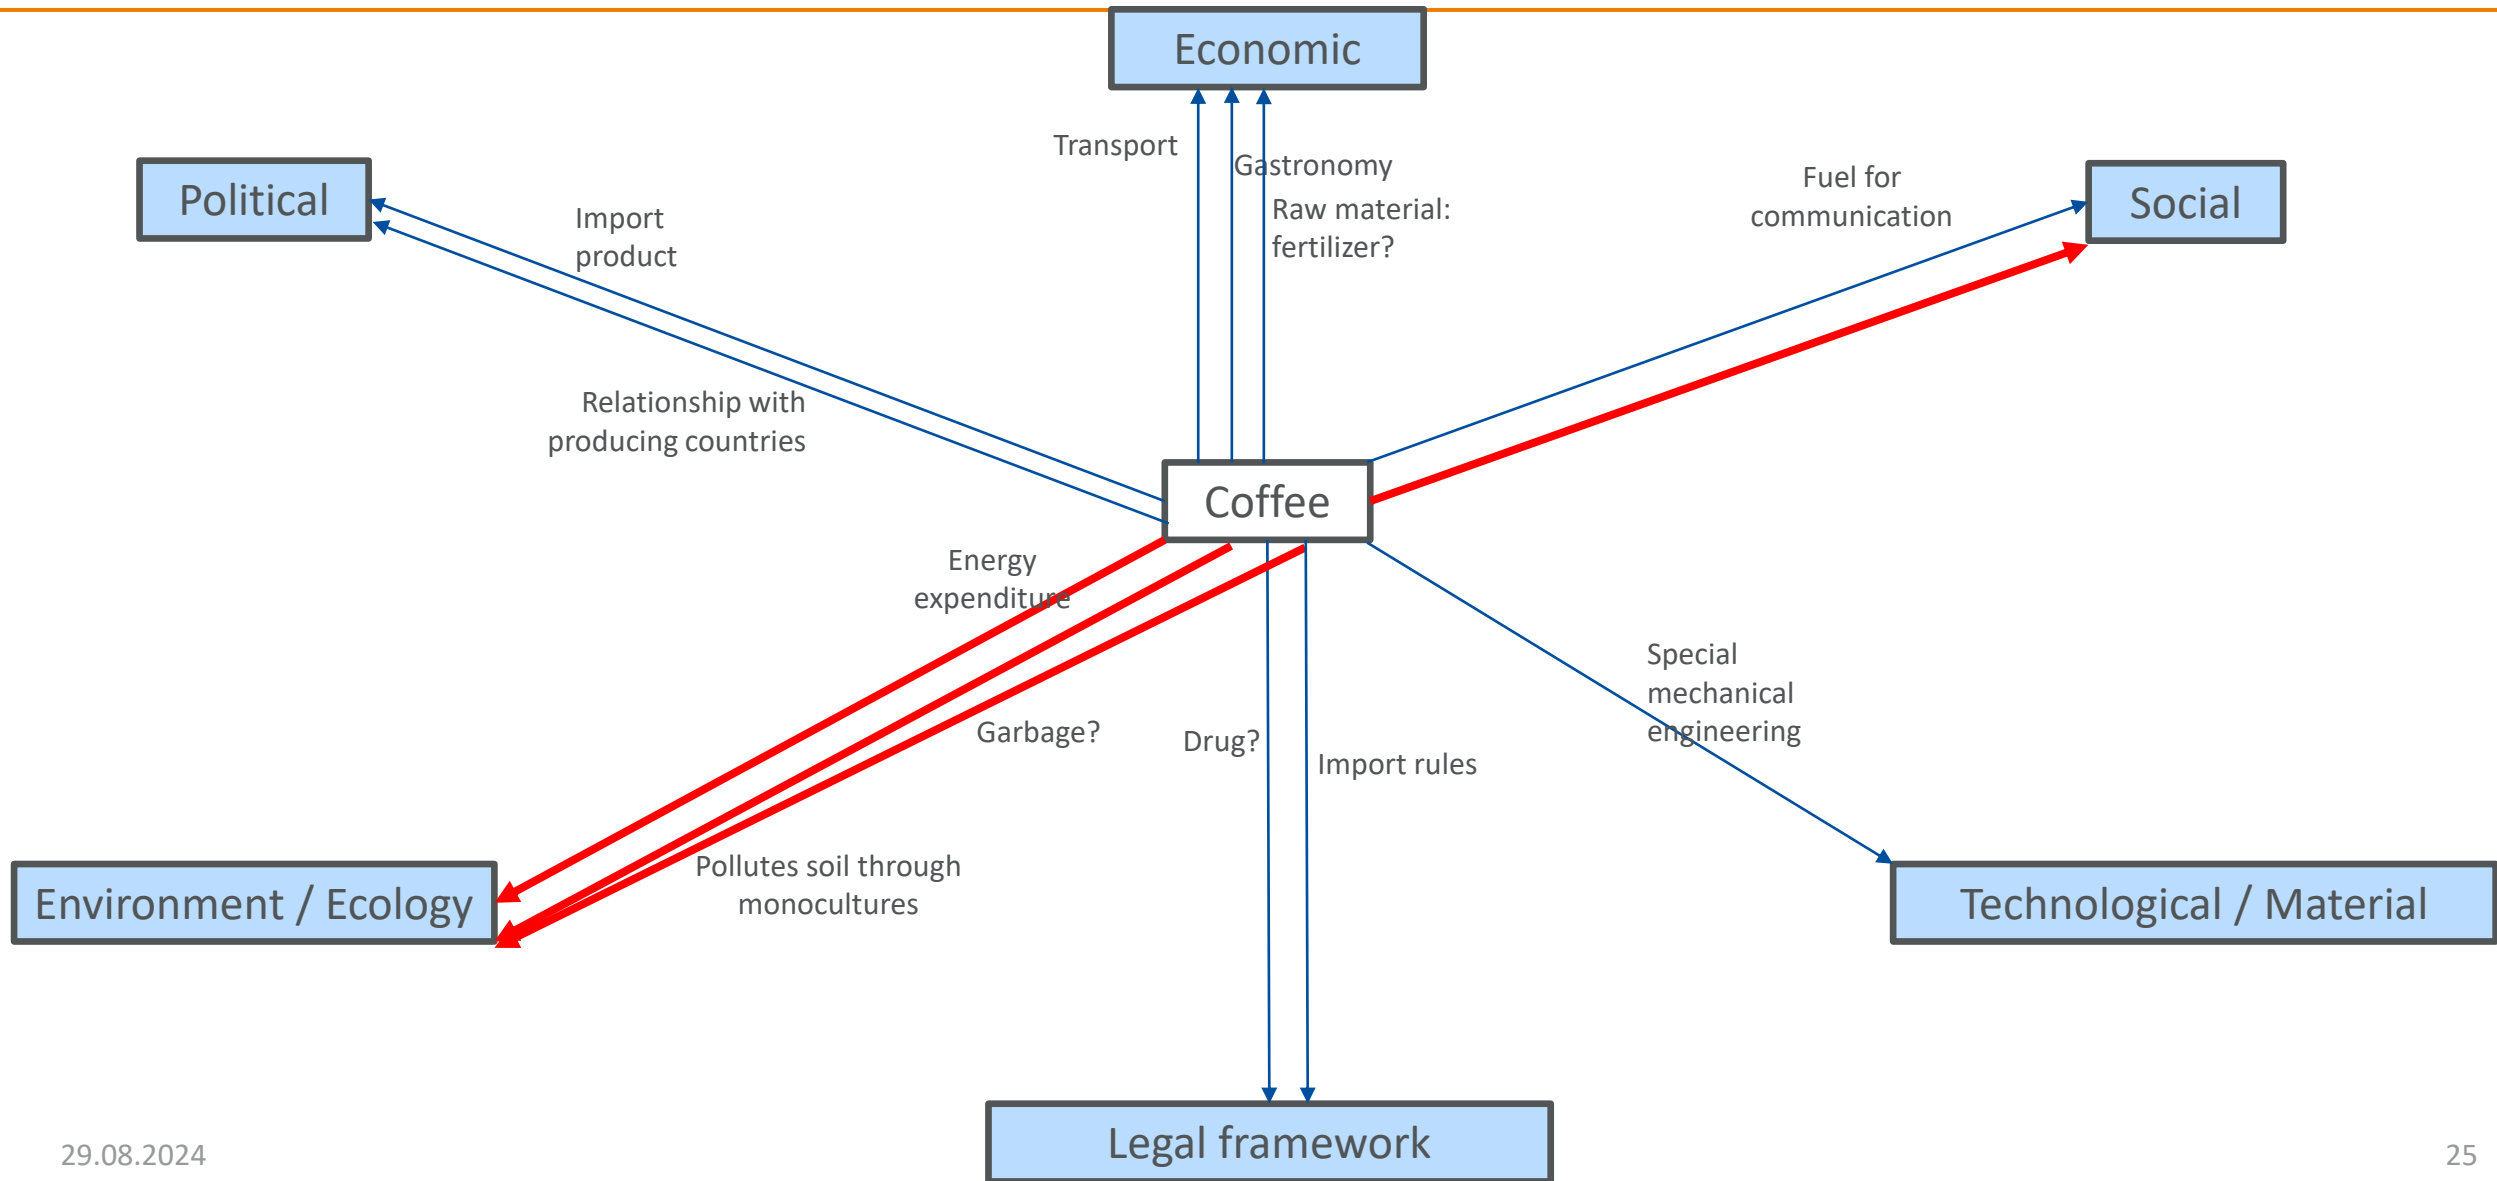 Economic
Transport
Gastronomy
Political
Fuel for
communication
Social
Import
product
Raw material:
fertilizer?
Relationship with
producing countries
Coffee
Energy
expenditure
Special
mechanical
engineering
Garbage?
Drug?
Import rules
Pollutes soil through
monocultures
Environment / Ecology
Technological / Material
Legal framework
29.08.2024
25